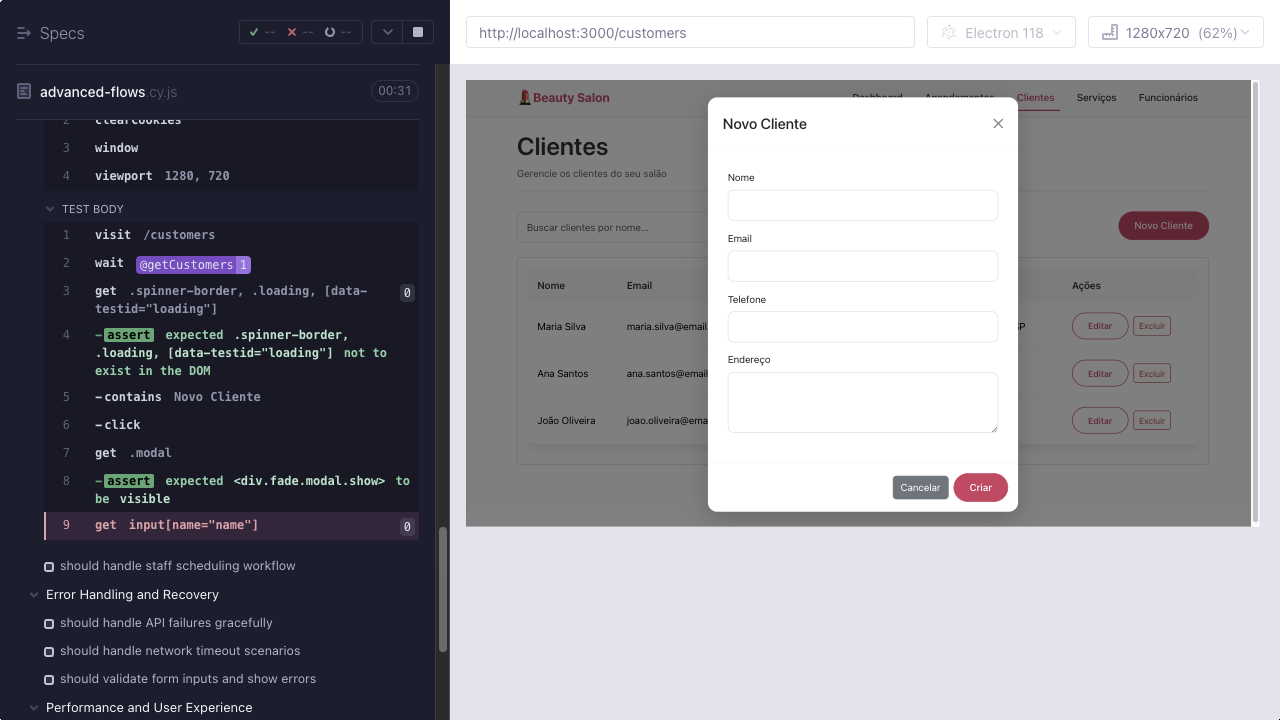 Specs
-- -- --
http://localhost:3000/customers
Electron 118
1280x720 (62%)
advanced-flows.cy.js
00:31
2 clearCookies
3 window
4 viewport 1280, 720
TEST BODY
1 visit /customers
2 wait @getCustomers 1
3 get .spinner-border, .loading, [data-
testid="loading"]
0
4 -assert expected .spinner-border,
.loading, [data-testid="loading"] not to
exist in the DOM
5 -contains Novo Cliente
6 -click
7 get .modal
8 -assert expected <div.fade.modal.show> to
be visible
9 get input[name="name"]
0
should handle staff scheduling workflow
Error Handling and Recovery
should handle API failures gracefully
should handle network timeout scenarios
should validate form inputs and show errors
Performance and User Experience
Beauty Salon
Dashboard Agendamentos Clientes Serviços Funcionários
Clientes
Gerencie os clientes do seu salão
Buscar clientes por nome...
Novo Cliente
Nome Email Ações
Maria Silva maria.silva@email SP Editar Excluir
Ana Santos ana.santos@email Editar Excluir
João Oliveira joao.oliveira@ema Editar Excluir
Novo Cliente
Nome
Email
Telefone
Endereço
Cancelar Criar